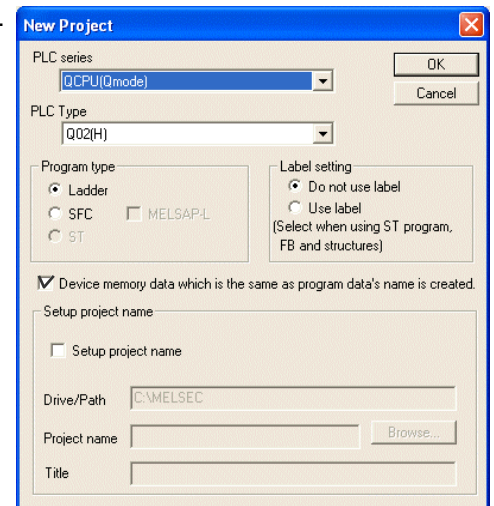 New Project
PLC series
QCPU(Qmode)
OK
Cancel
PLC Type
Q02(H)
Program type
Ladder
SFC
MELSAP-L
ST
Label setting
Do not use label
Use label
(Select when using ST program,
FB and structures)
Device memory data which is the same as program data's name is created.
Setup project name
Setup project name
Drive/Path
C:\MELSEC
Project name
Browse...
Title